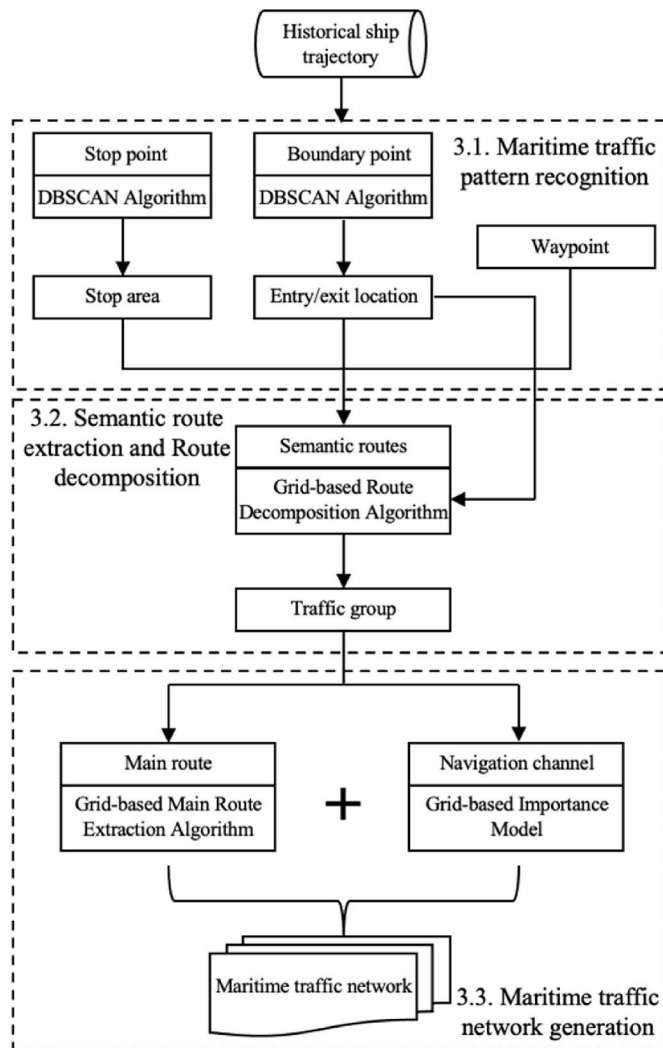 Historical ship
trajectory
3.1. Maritime traffic
pattern recognition
Stop point
DBSCAN Algorithm
Boundary point
DBSCAN Algorithm
Waypoint
Stop area
Entry/exit location
3.2. Semantic route
extraction and Route
decomposition
Semantic routes
Grid-based Route
Decomposition Algorithm
Traffic group
Main route
Grid-based Main Route
Extraction Algorithm
+
Navigation channel
Grid-based Importance
Model
Maritime traffic network
3.3. Maritime traffic
network generation